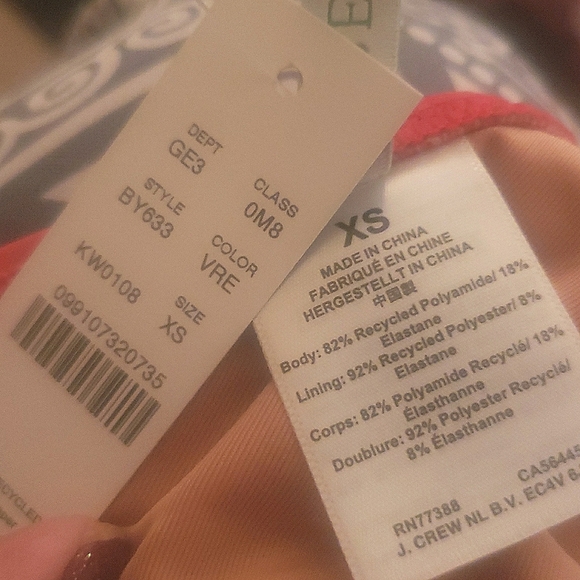 DEPT
GE3
CLASS
0M8
STYLE
BY633
COLOR
VRE
KW0108
SIZE
XS
099107320735
XS
MADE IN CHINA
FABRIQUÉ EN CHINE
HERGESTELLT IN CHINA
中國製
Body: 82% Recycled Polyamide/ 18%
Elastane
Lining: 92% Recycled Polyester/ 8%
Elastane
Corps: 82% Polyamide Recyclé/ 18%
Élasthanne
Doublure: 92% Polyester Recyclé/
8% Élasthanne
RN77388
CA56445
J. CREW NL B.V. EC4V